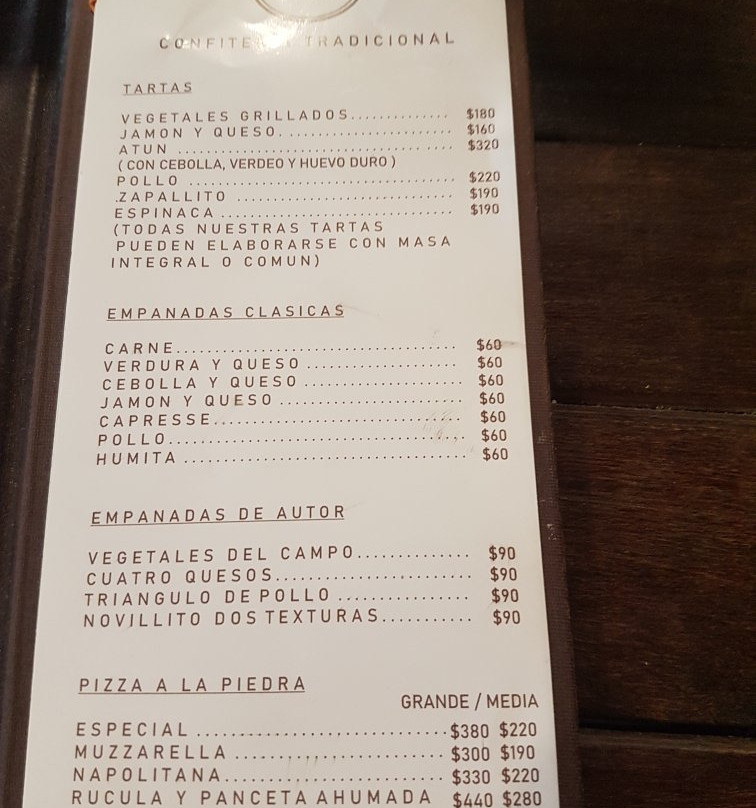 TRADICIONAL
TARTAS
VEGETALES GRILLADOS.............. $180
JAMON Y QUESO. ....................... $160
ATUN .................................... $320
( CON CEBOLLA, VERDEO Y HUEVO DURO )
POLLO .................................. $220
.ZAPALLITO ............................ $190
ESPINACA .............................. $190
(TODAS NUESTRAS TARTAS
PUEDEN ELABORARSE CON MASA
INTEGRAL O COMUN)
EMPANADAS CLASICAS
CARNE..................................... $60
VERDURA Y QUESO .................... $60
CEBOLLA Y QUESO ..................... $60
JAMON Y QUESO ........................ $60
CAPRESSE................................ $60
POLLO...................................... $60
HUMITA .................................... $60
EMPANADAS DE AUTOR
VEGETALES DEL CAMPO.............. $90
CUATRO QUESOS......................... $90
TRIANGULO DE POLLO ................ $90
NOVILLITO DOS TEXTURAS........... $90
PIZZA A LA PIEDRA
GRANDE / MEDIA
ESPECIAL ............................. $380 $220
MUZZARELLA ........................ $300 $190
NAPOLITANA......................... $330 $220
RUCULA Y PANCETA AHUMADA $440 $280